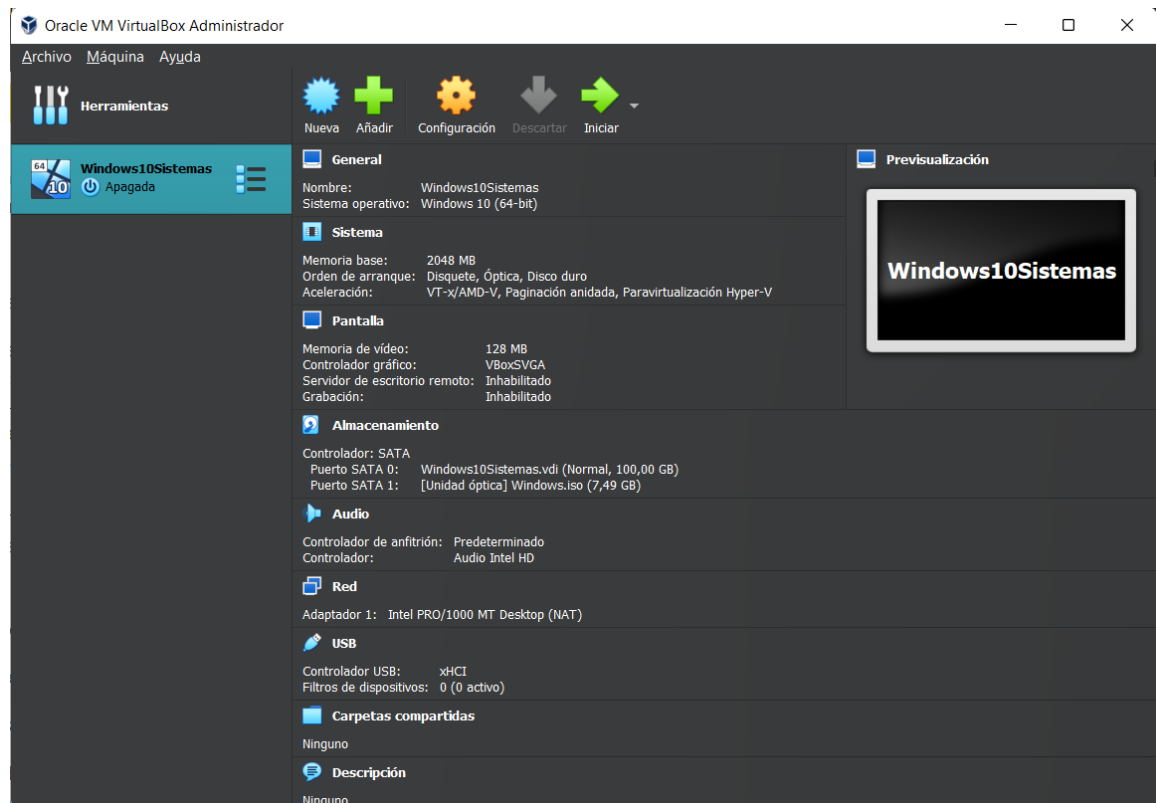 Oracle VM VirtualBox Administrador
Archivo Máquina Ayuda
Herramientas
Nueva Añadir Configuración Descartar Iniciar
64
10
Windows10Sistemas
Apagada
General
Nombre: Windows10Sistemas
Sistema operativo: Windows 10 (64-bit)
Sistema
Memoria base: 2048 MB
Orden de arranque: Disquete, Óptica, Disco duro
Aceleración: VT-x/AMD-V, Paginación anidada, Paravirtualización Hyper-V
Pantalla
Memoria de vídeo: 128 MB
Controlador gráfico: VBoxSVGA
Servidor de escritorio remoto: Inhabilitado
Grabación: Inhabilitado
Previsualización
Windows10Sistemas
Almacenamiento
Controlador: SATA
Puerto SATA 0: Windows10Sistemas.vdi (Normal, 100,00 GB)
Puerto SATA 1: [Unidad óptica] Windows.iso (7,49 GB)
Audio
Controlador de anfitrión: Predeterminado
Controlador: Audio Intel HD
Red
Adaptador 1: Intel PRO/1000 MT Desktop (NAT)
USB
Controlador USB: xHCI
Filtros de dispositivos: 0 (0 activo)
Carpetas compartidas
Ninguno
Descripción
Ninguno